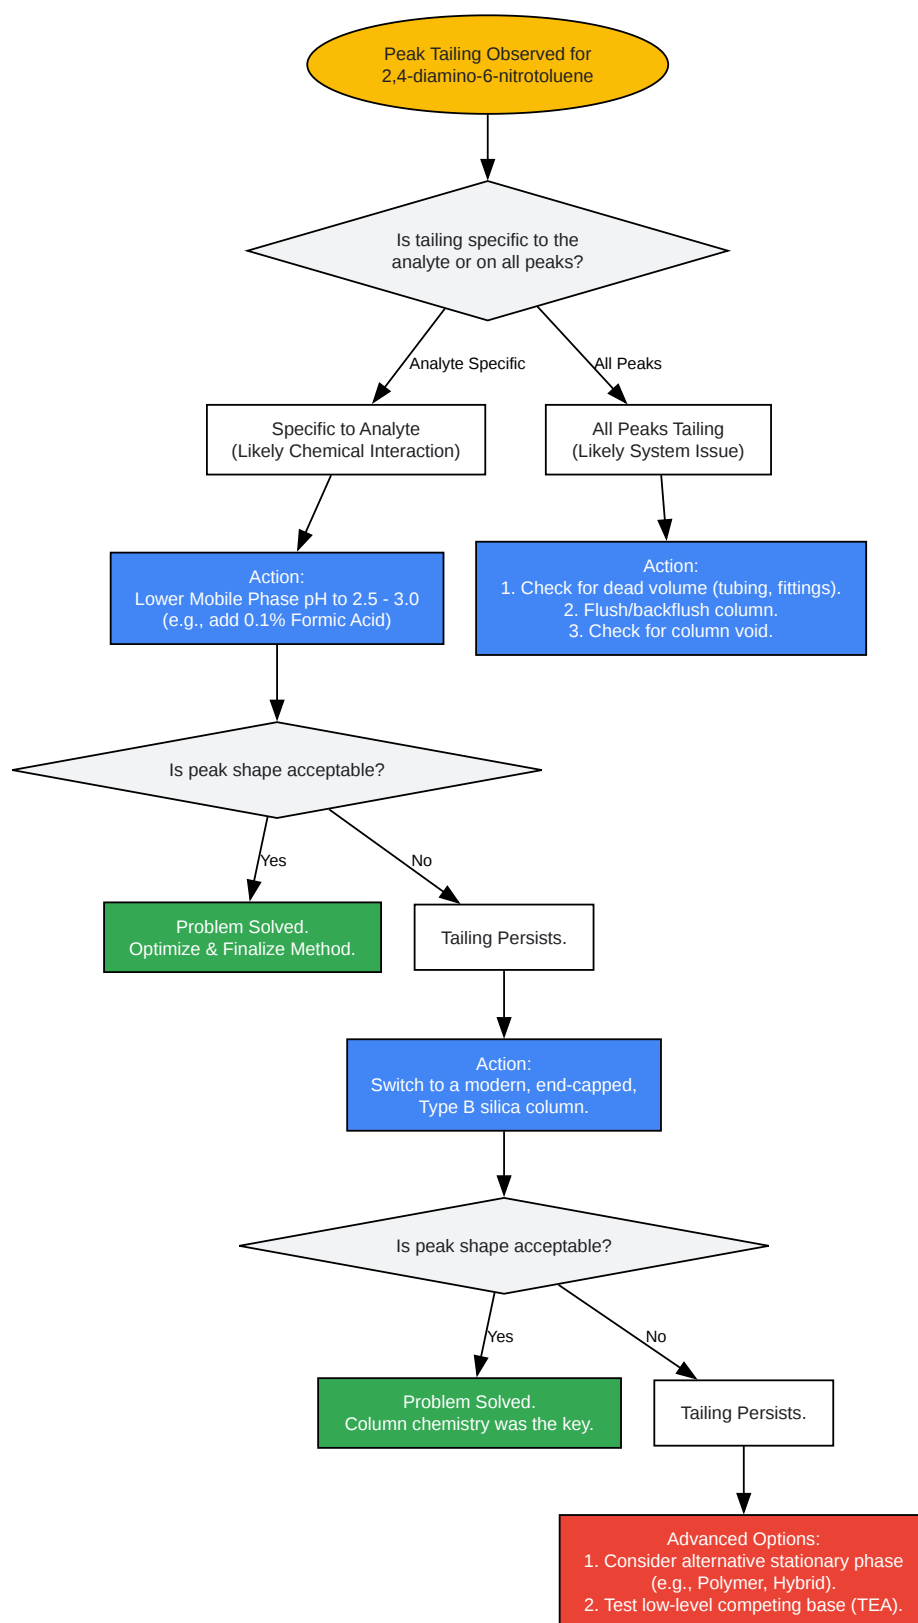 Peak Tailing Observed for
2,4-diamino-6-nitrotoluene
Is tailing specific to the
analyte or on all peaks?
Analyte Specific
All Peaks
Specific to Analyte
(Likely Chemical Interaction)
All Peaks Tailing
(Likely System Issue)
Action:
Lower Mobile Phase pH to 2.5 - 3.0
(e.g., add 0.1% Formic Acid)
Action:
1. Check for dead volume (tubing, fittings).
2. Flush/backflush column.
3. Check for column void.
Is peak shape acceptable?
Yes
No
Problem Solved.
Optimize & Finalize Method.
Tailing Persists.
Action:
Switch to a modern, end-capped,
Type B silica column.
Is peak shape acceptable?
Yes
No
Problem Solved.
Column chemistry was the key.
Tailing Persists.
Advanced Options:
1. Consider alternative stationary phase
(e.g., Polymer, Hybrid).
2. Test low-level competing base (TEA).